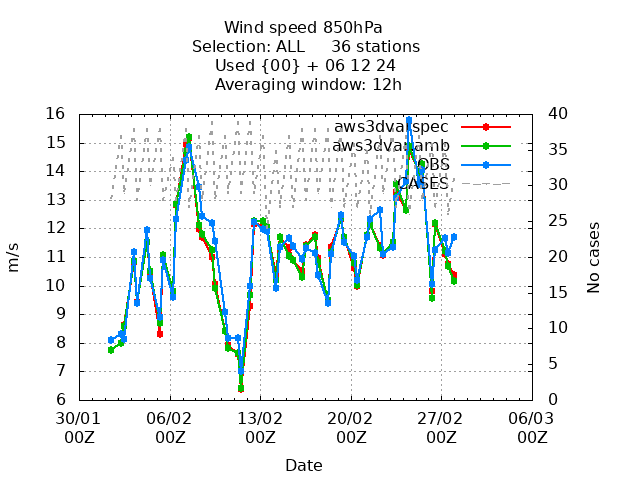 Wind speed 850hPa
Selection: ALL     36 stations
Used {00} + 06 12 24
Averaging window: 12h
aws3dvarspec
aws3dvarlamb
OBS
CASES
16
15
14
13
12
11
10
9
8
7
6
40
35
30
25
20
15
10
5
0
m/s
No cases
30/01 06/02 13/02 20/02 27/02 06/03
00Z 00Z 00Z 00Z 00Z 00Z
Date